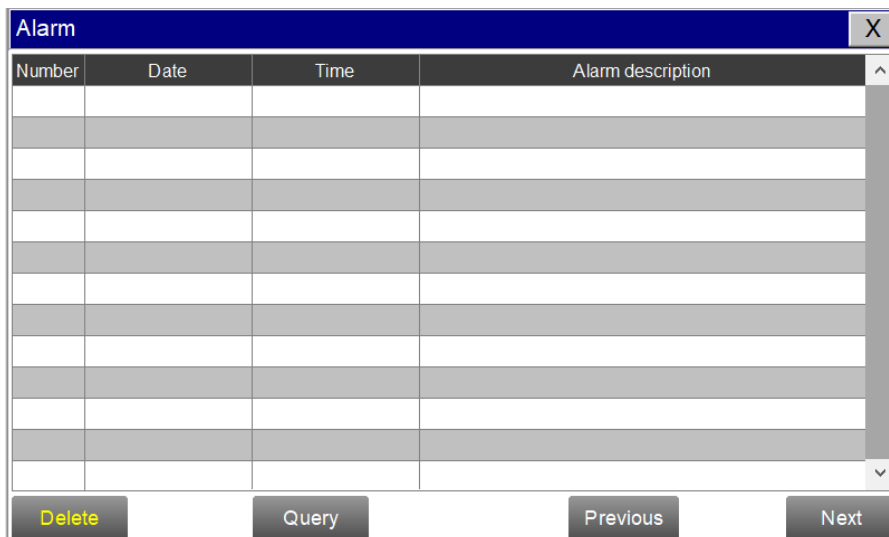 Alarm X
Number Date Time Alarm description
Delete Query Previous Next